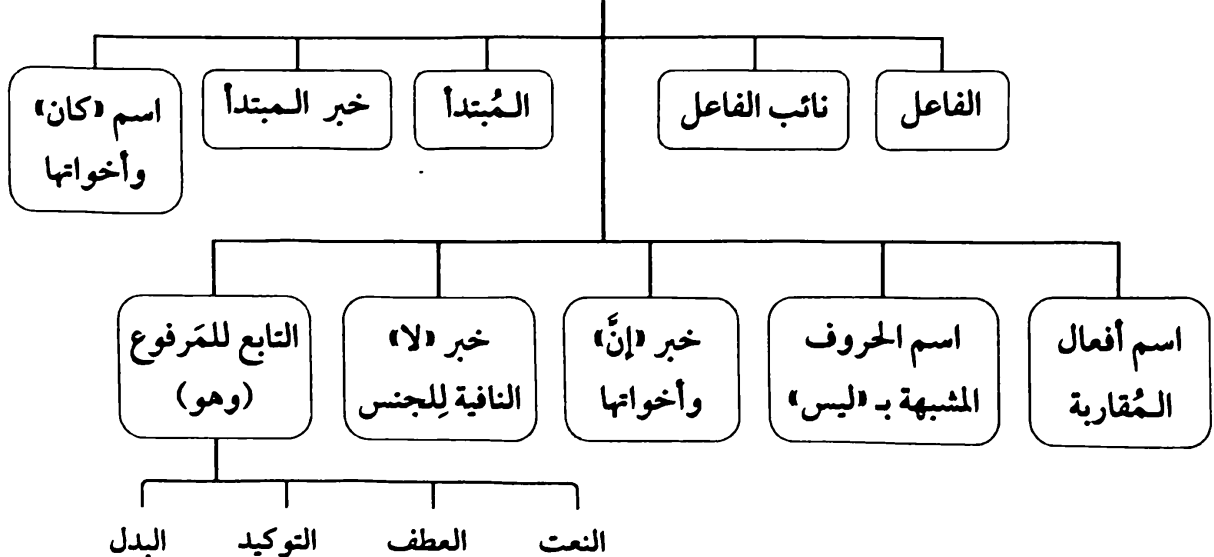 الفاعل
نائب الفاعل
المُبتدأ
خبر المبتدأ
اسم «كان»
وأخواتها
اسم أفعال
المُقاربة
اسم الحروف
المشبهة بـ «ليس»
خبر «إنَّ»
وأخواتها
خبر «لا»
النافية لِلجنس
التابع للمَرفوع
(وهو)
النعت
العطف
التوكيد
البدل